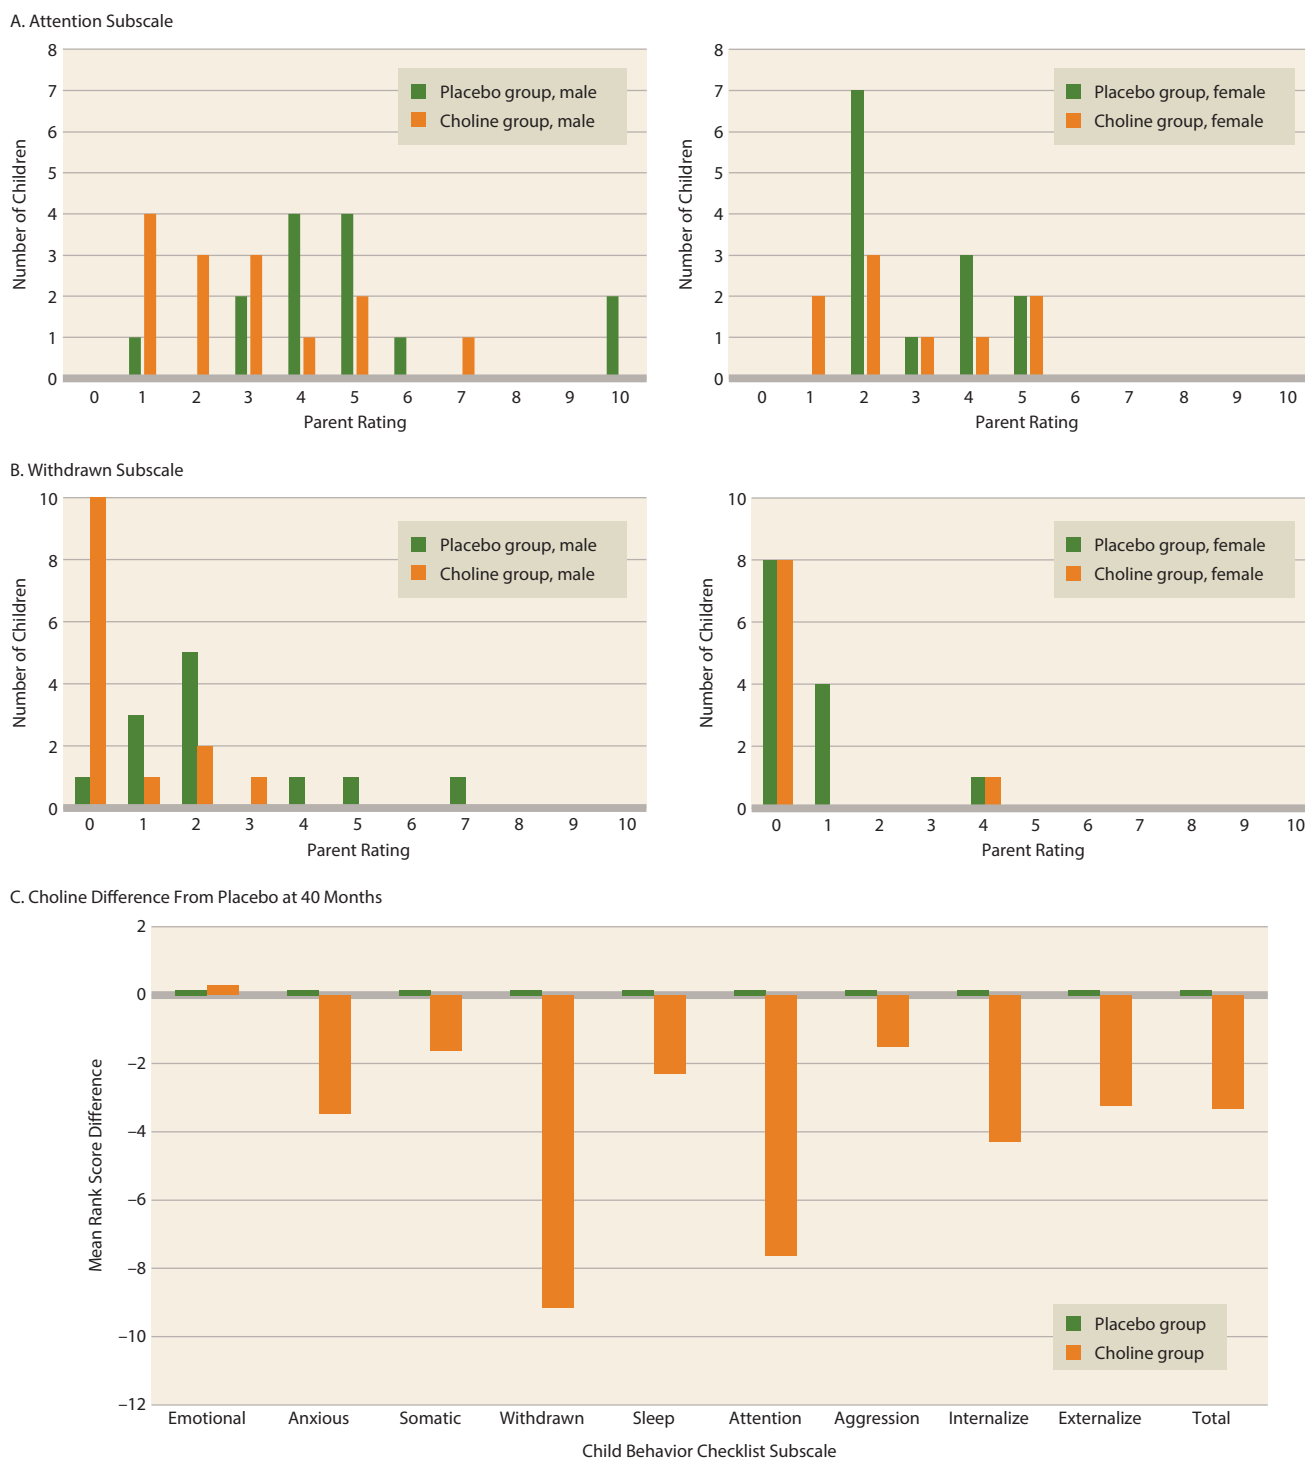 A. Attention Subscale
8
7
6
5
4
3
2
1
0
Number of Children
Placebo group, male
Choline group, male
0 1 2 3 4 5 6 7 8 9 10
Parent Rating
8
7
6
5
4
3
2
1
0
Number of Children
Placebo group, female
Choline group, female
0 1 2 3 4 5 6 7 8 9 10
Parent Rating
B. Withdrawn Subscale
10
8
6
4
2
0
Number of Children
Placebo group, male
Choline group, male
0 1 2 3 4 5 6 7 8 9 10
Parent Rating
10
8
6
4
2
0
Number of Children
Placebo group, female
Choline group, female
0 1 2 3 4 5 6 7 8 9 10
Parent Rating
C. Choline Difference From Placebo at 40 Months
2
0
–2
–4
–6
–8
–10
–12
Mean Rank Score Difference
Placebo group
Choline group
Emotional Anxious Somatic Withdrawn Sleep Attention Aggression Internalize Externalize Total
Child Behavior Checklist Subscale